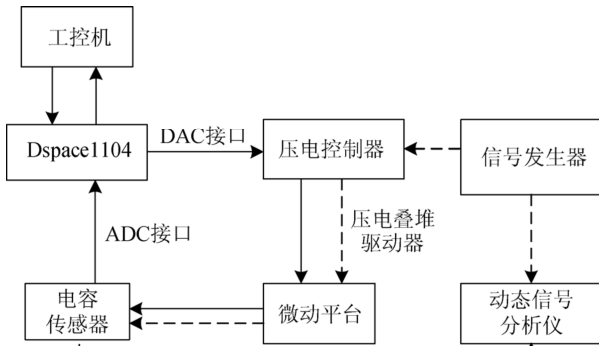 工控机
Dspace1104
DAC接口
压电控制器
信号发生器
ADC接口
压电叠堆
驱动器
电容
传感器
微动平台
动态信号
分析仪